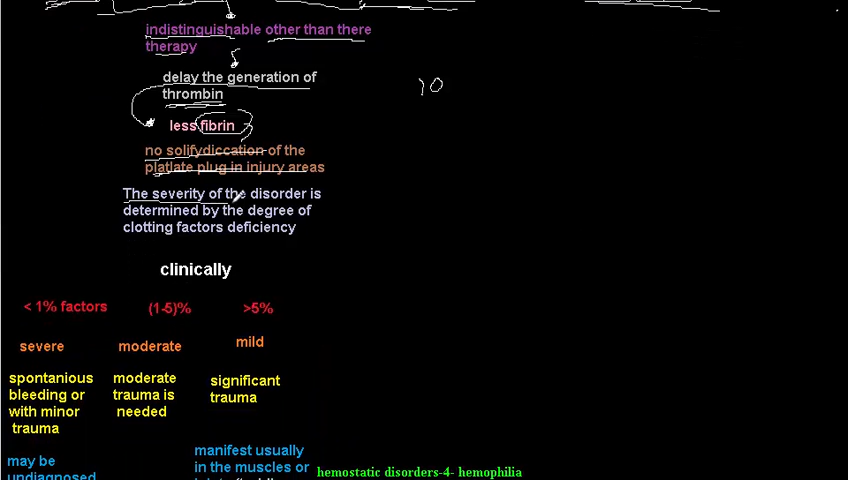 indistinguishable other than there
therapy
delay the generation of
thrombin
10
less fibrin
no solifydiccation of the
platlate plug in injury areas
The severity of the disorder is
determined by the degree of
clotting factors deficiency
clinically
< 1% factors (1-5)% >5%
severe moderate mild
spontanious
bleeding or
with minor
trauma
moderate
trauma is
needed
significant
trauma
may be
undiagnosed
manifest usually
in the muscles or
hemostatic disorders-4- hemophilia